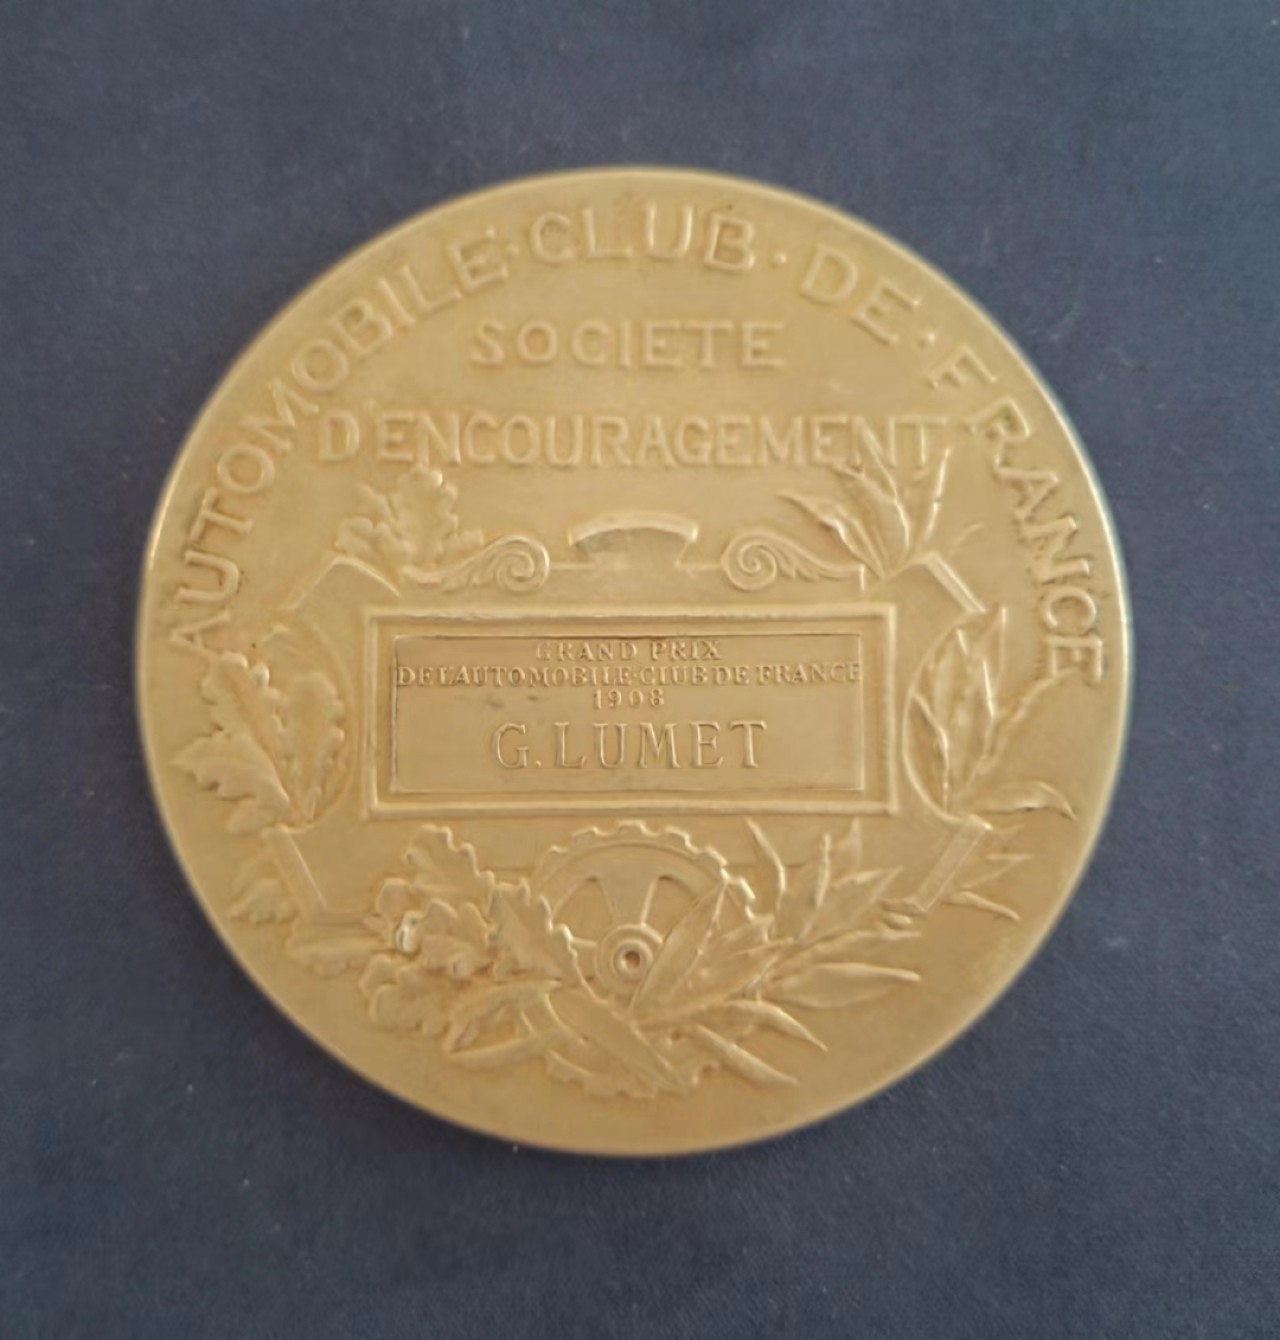 AUTOMOBILE·CLUB·DE·FRANCE
SOCIETE
D'ENCOURAGEMENT
GRAND PRIX
DE L'AUTOMOBILE·CLUB DE FRANCE
1908
G.LUMET